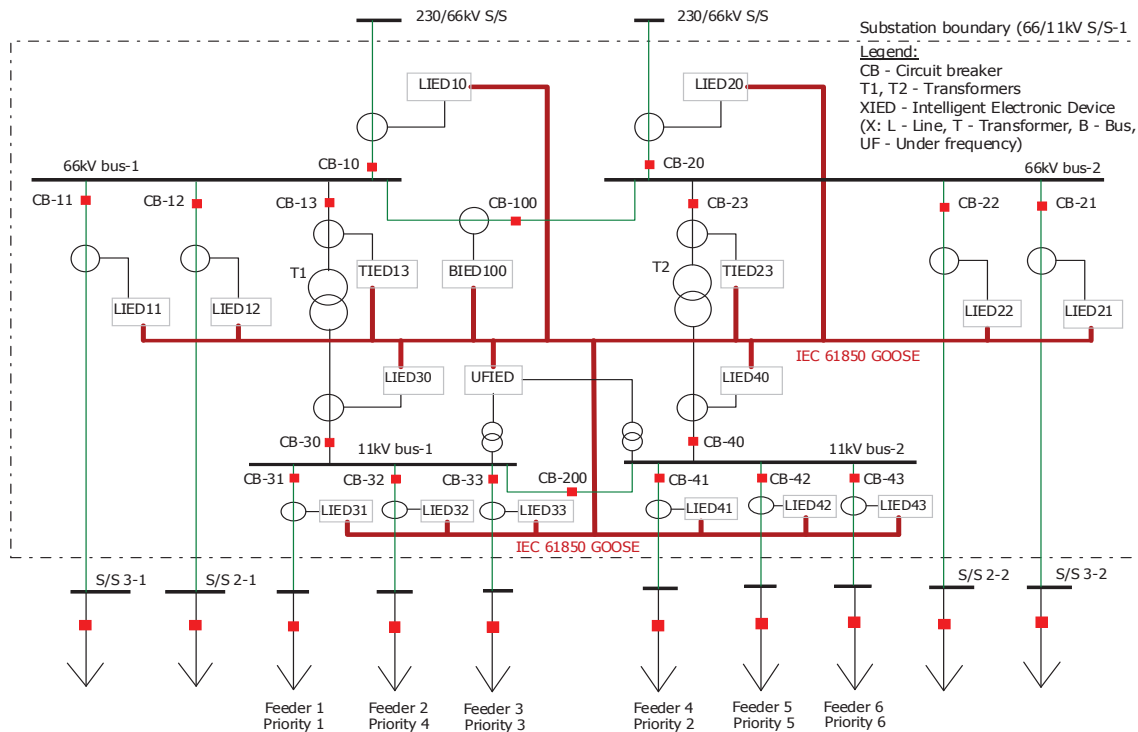 230/66kV S/S
230/66kV S/S
Substation boundary (66/11kV S/S-1
Legend:
CB - Circuit breaker
T1, T2 - Transformers
XIED - Intelligent Electronic Device
(X: L - Line, T - Transformer, B - Bus,
UF - Under frequency)
LIED10
LIED20
CB-10
CB-20
66kV bus-1
66kV bus-2
CB-11
CB-12
CB-13
CB-100
CB-23
CB-22
CB-21
T1
TIED13
BIED100
T2
TIED23
LIED11
LIED12
LIED22
LIED21
IEC 61850 GOOSE
LIED30
UFIED
LIED40
CB-30
CB-40
11kV bus-1
11kV bus-2
CB-31
CB-32
CB-33
CB-200
CB-41
CB-42
CB-43
LIED31
LIED32
LIED33
LIED41
LIED42
LIED43
IEC 61850 GOOSE
S/S 3-1
S/S 2-1
S/S 2-2
S/S 3-2
Feeder 1
Priority 1
Feeder 2
Priority 4
Feeder 3
Priority 3
Feeder 4
Priority 2
Feeder 5
Priority 5
Feeder 6
Priority 6